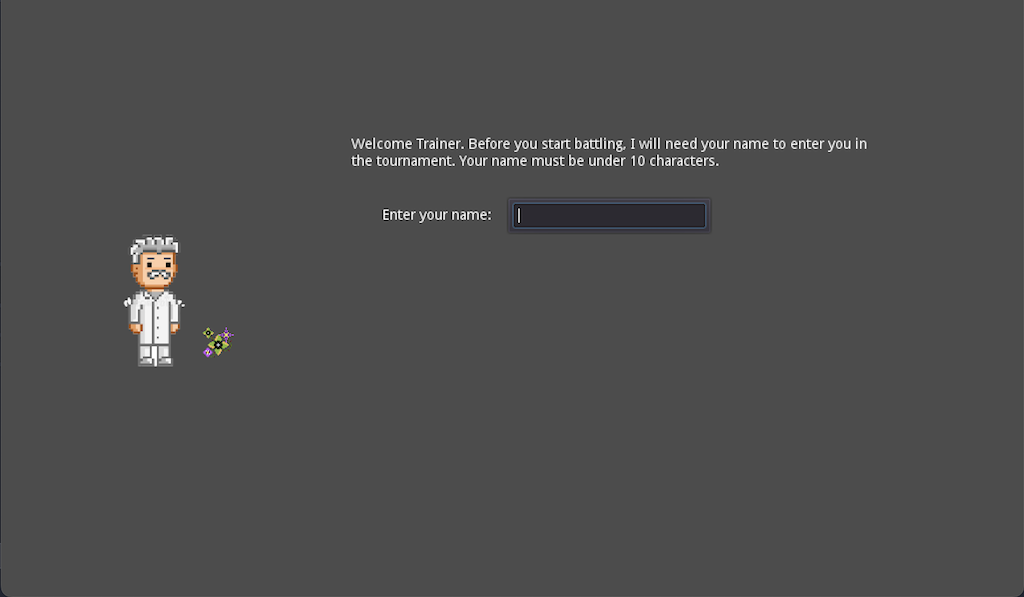 Welcome Trainer. Before you start battling, I will need your name to enter you in
the tournament. Your name must be under 10 characters.
Enter your name: